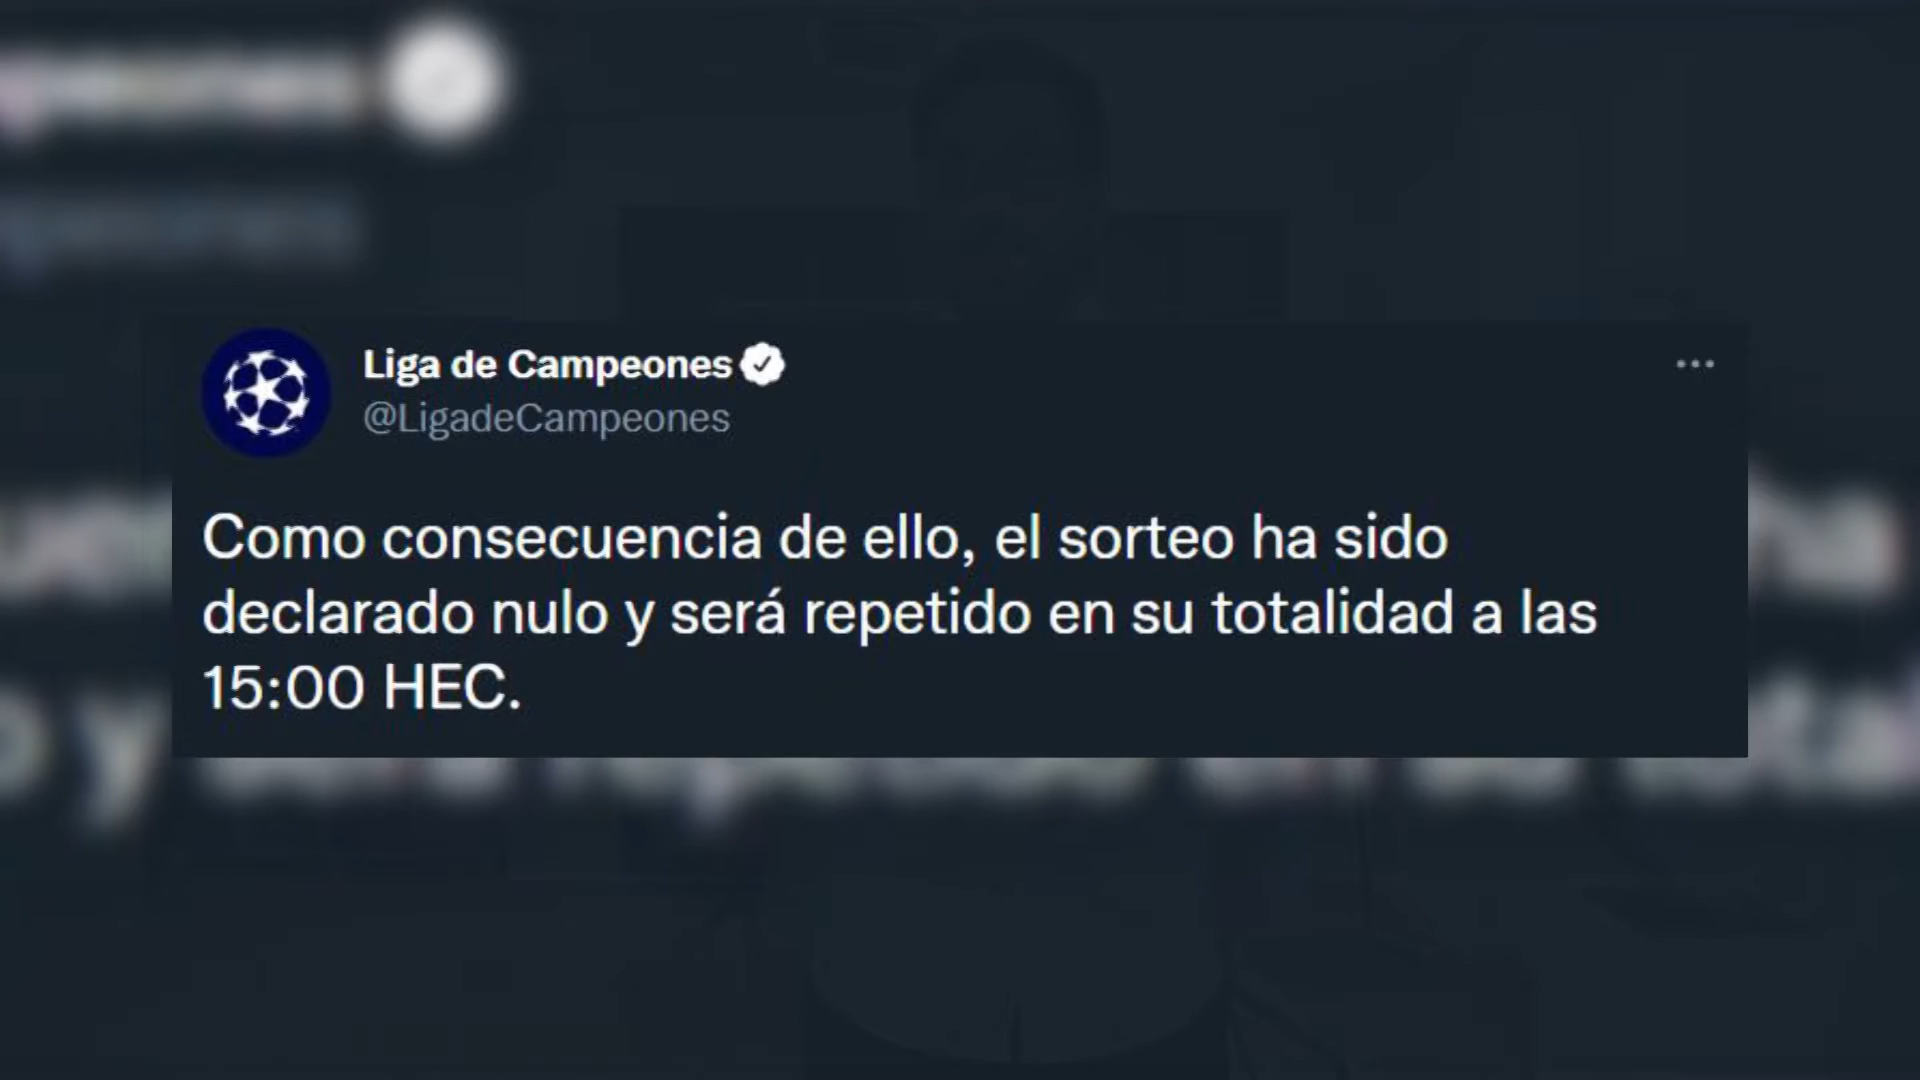 Liga de Campeones
@LigadeCampeones
Como consecuencia de ello, el sorteo ha sido
declarado nulo y será repetido en su totalidad a las
15:00 HEC.